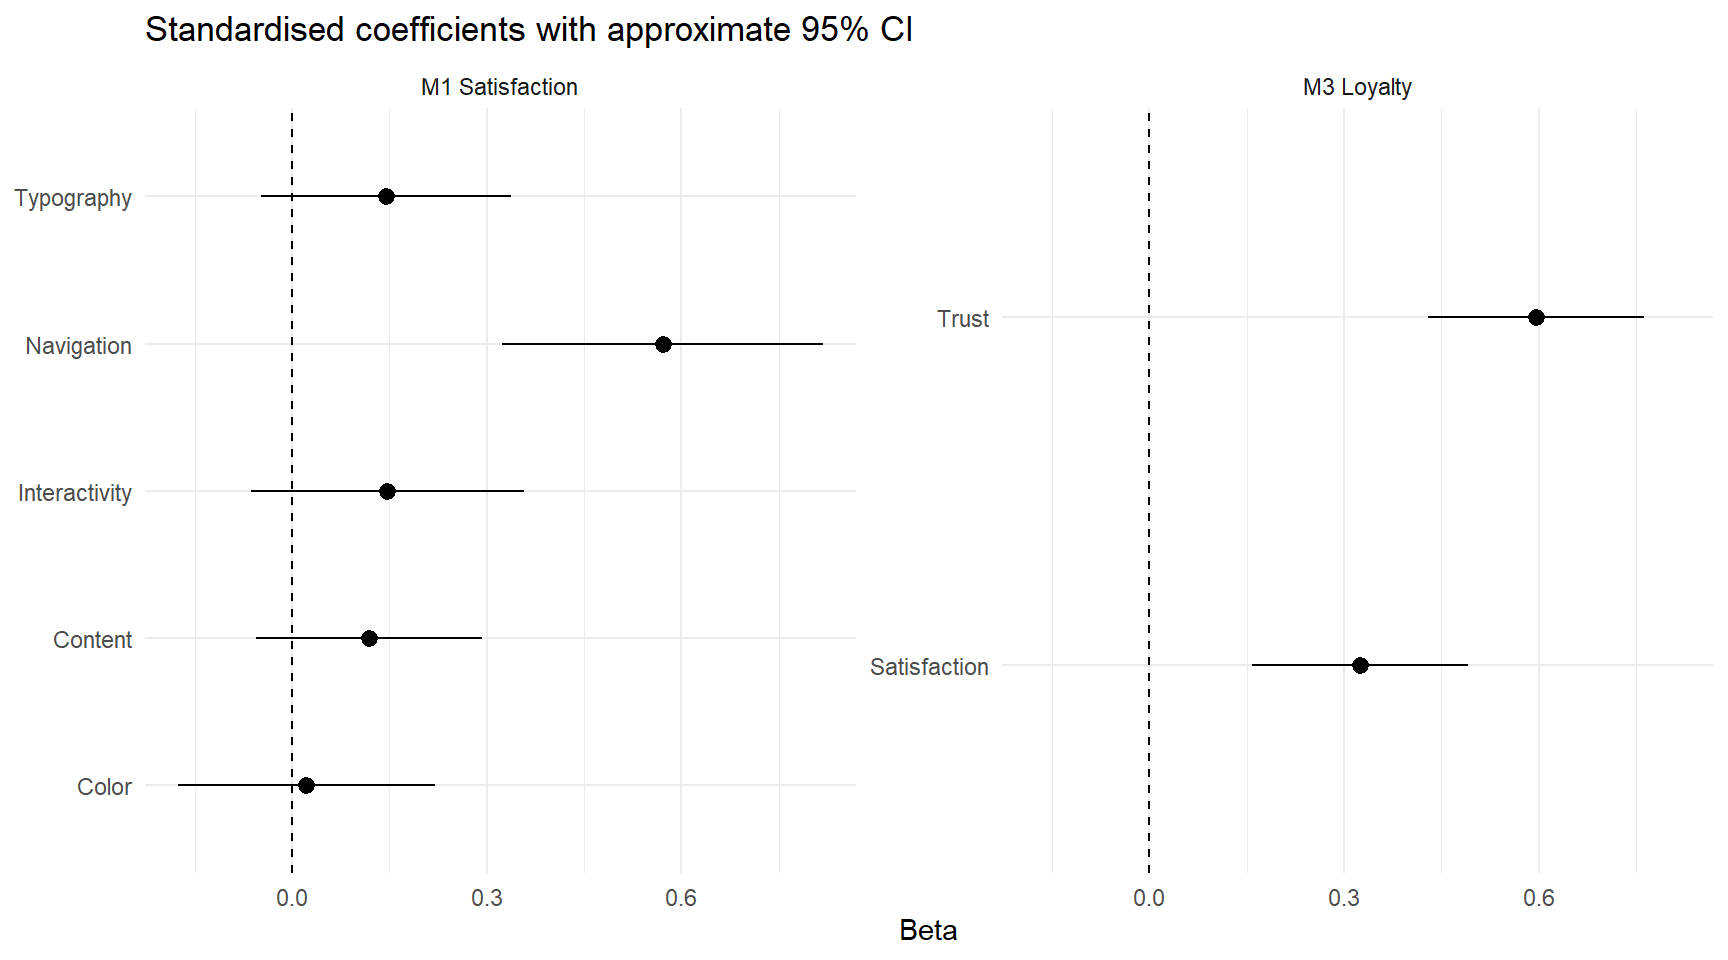 Standardised coefficients with approximate 95% CI
M1 Satisfaction
M3 Loyalty
Typography
Navigation
Interactivity
Content
Color
Trust
Satisfaction
0.0 0.3 0.6
0.0 0.3 0.6
Beta